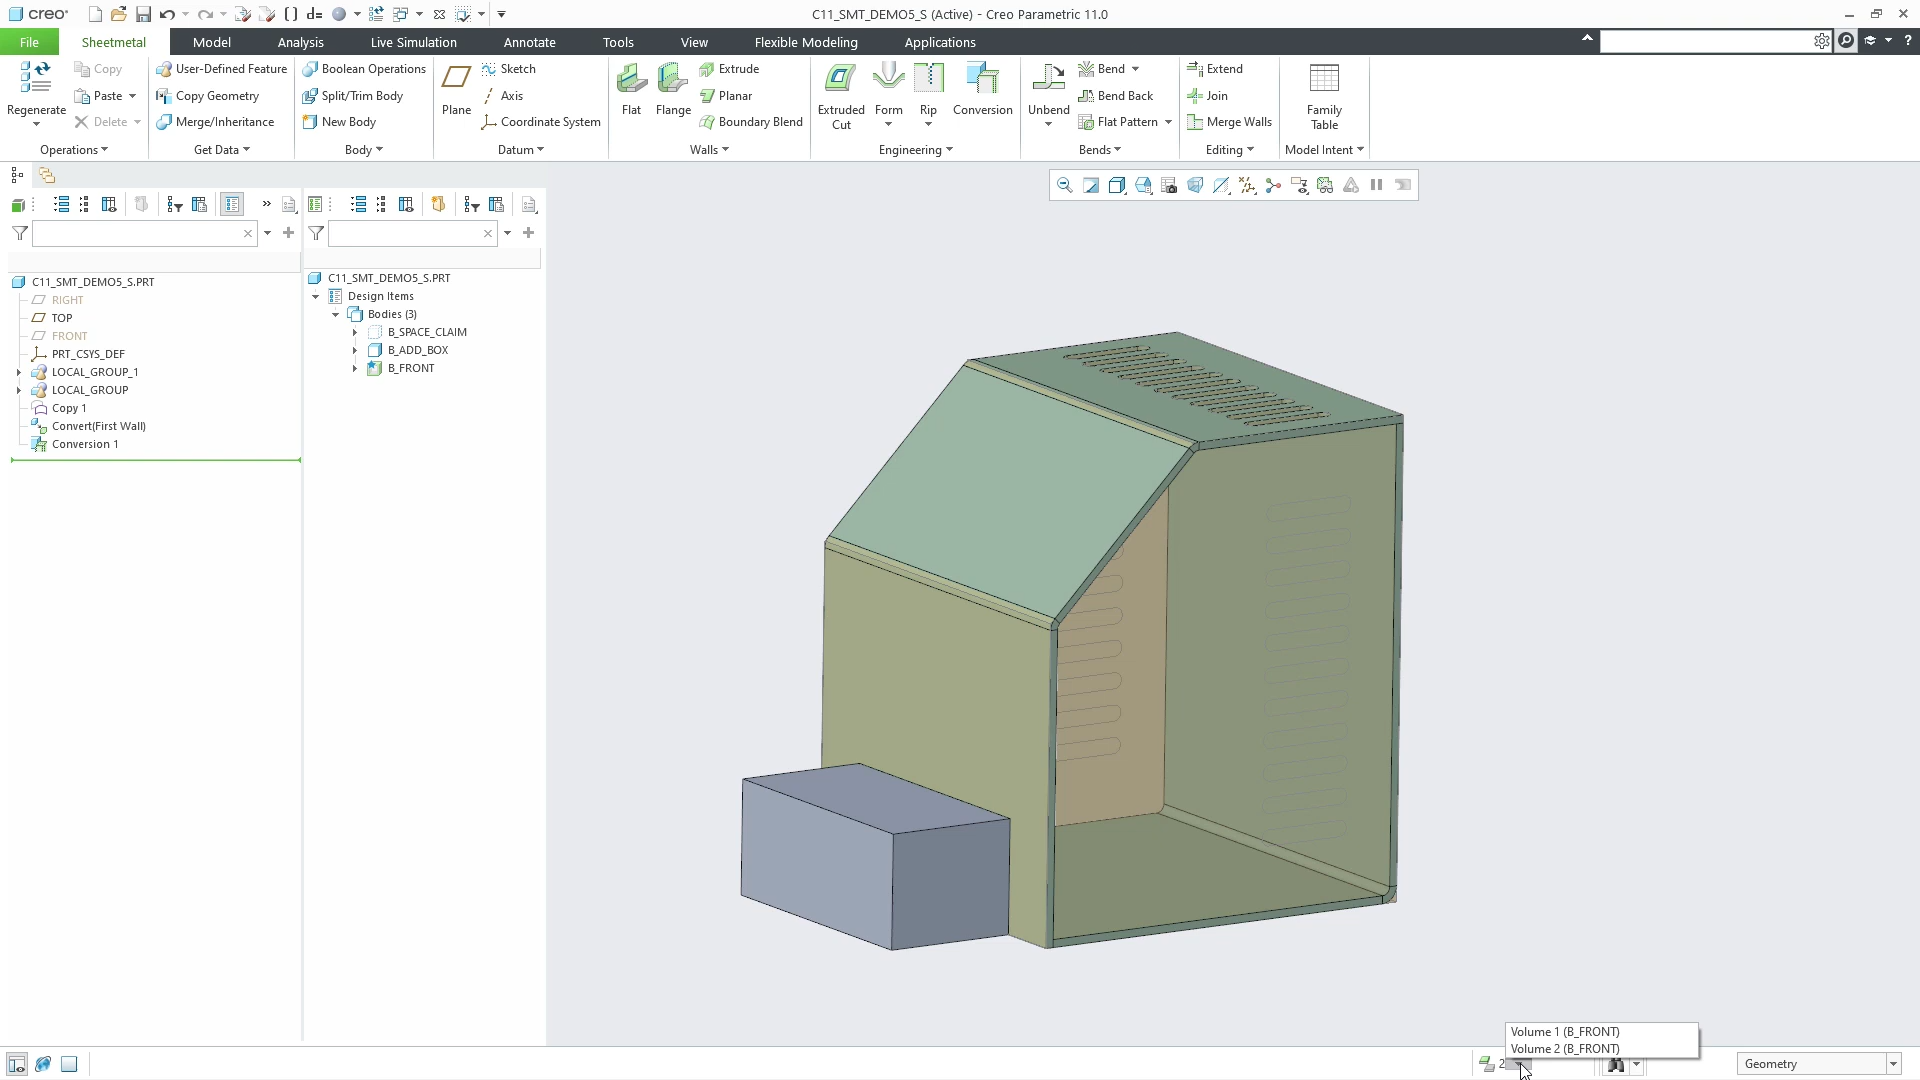 creo
d=
C11_SMT_DEMO5_S (Active) - Creo Parametric 11.0
File Sheetmetal Model Analysis Live Simulation Annotate Tools View Flexible Modeling Applications
?
Regenerate
Copy
Paste
Delete
User-Defined Feature
Copy Geometry
Merge/Inheritance
Boolean Operations
Split/Trim Body
New Body
Plane
Sketch
Axis
Coordinate System
Flat
Flange
Extrude
Planar
Boundary Blend
Extruded
Cut
Form
Rip
Conversion
Unbend
Bend
Bend Back
Flat Pattern
Extend
Join
Merge Walls
Family
Table
Operations Get Data Body Datum Walls Engineering Bends Editing Model Intent
C11_SMT_DEMO5_S.PRT
RIGHT
TOP
FRONT
PRT_CSYS_DEF
LOCAL_GROUP_1
LOCAL_GROUP
Copy 1
Convert(First Wall)
Conversion 1
C11_SMT_DEMO5_S.PRT
Design Items
Bodies (3)
B_SPACE_CLAIM
B_ADD_BOX
B_FRONT
Volume 1 (B_FRONT)
Volume 2 (B_FRONT)
2
Geometry